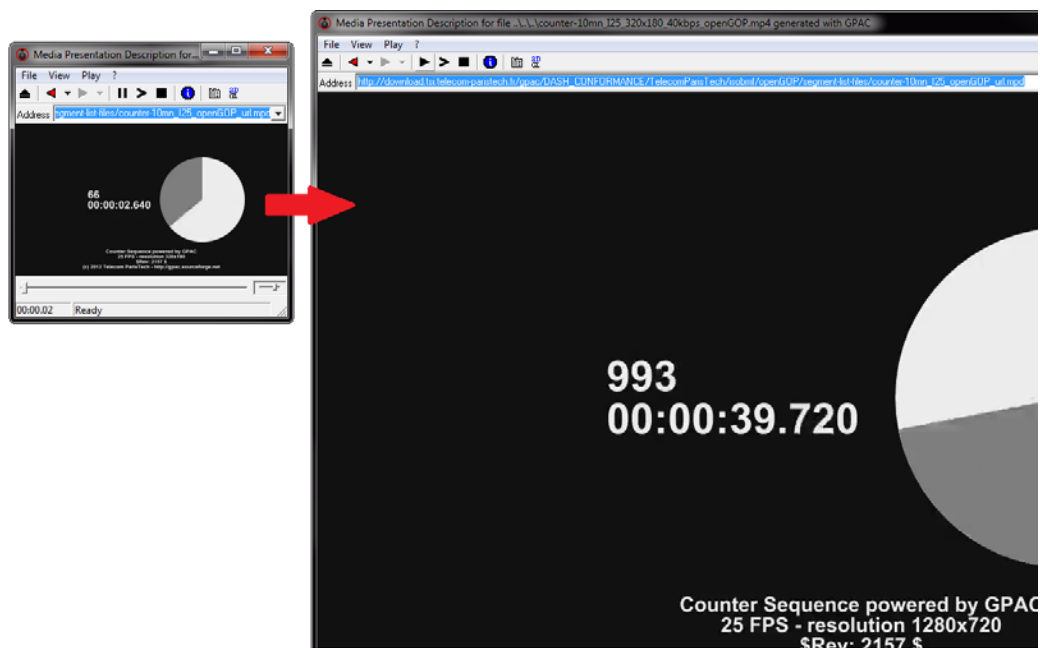 Media Presentation Description for...
File View Play ?
Address segment-list-files/counter-10mn_I25_openGOP_url.mpd
66
00:00:02.640
Counter Sequence powered by GPAC
25 FPS - resolution 320x180
$Rev: 2157 $
(c) 2012 Telecom ParisTech - http://gpac.sourceforge.net
00:00.02 Ready
Media Presentation Description for file ..\..\..\counter-10mn_I25_320x180_40kbps_openGOP.mp4 generated with GPAC
File View Play ?
Address http://download.tsi.telecom-paristech.fr/gpac/DASH_CONFORMANCE/TelecomParisTech/isobmf/openGOP/segment-list-files/counter-10mn_I25_openGOP_url.mpd
993
00:00:39.720
Counter Sequence powered by GPAC
25 FPS - resolution 1280x720
$Rev: 2157 $